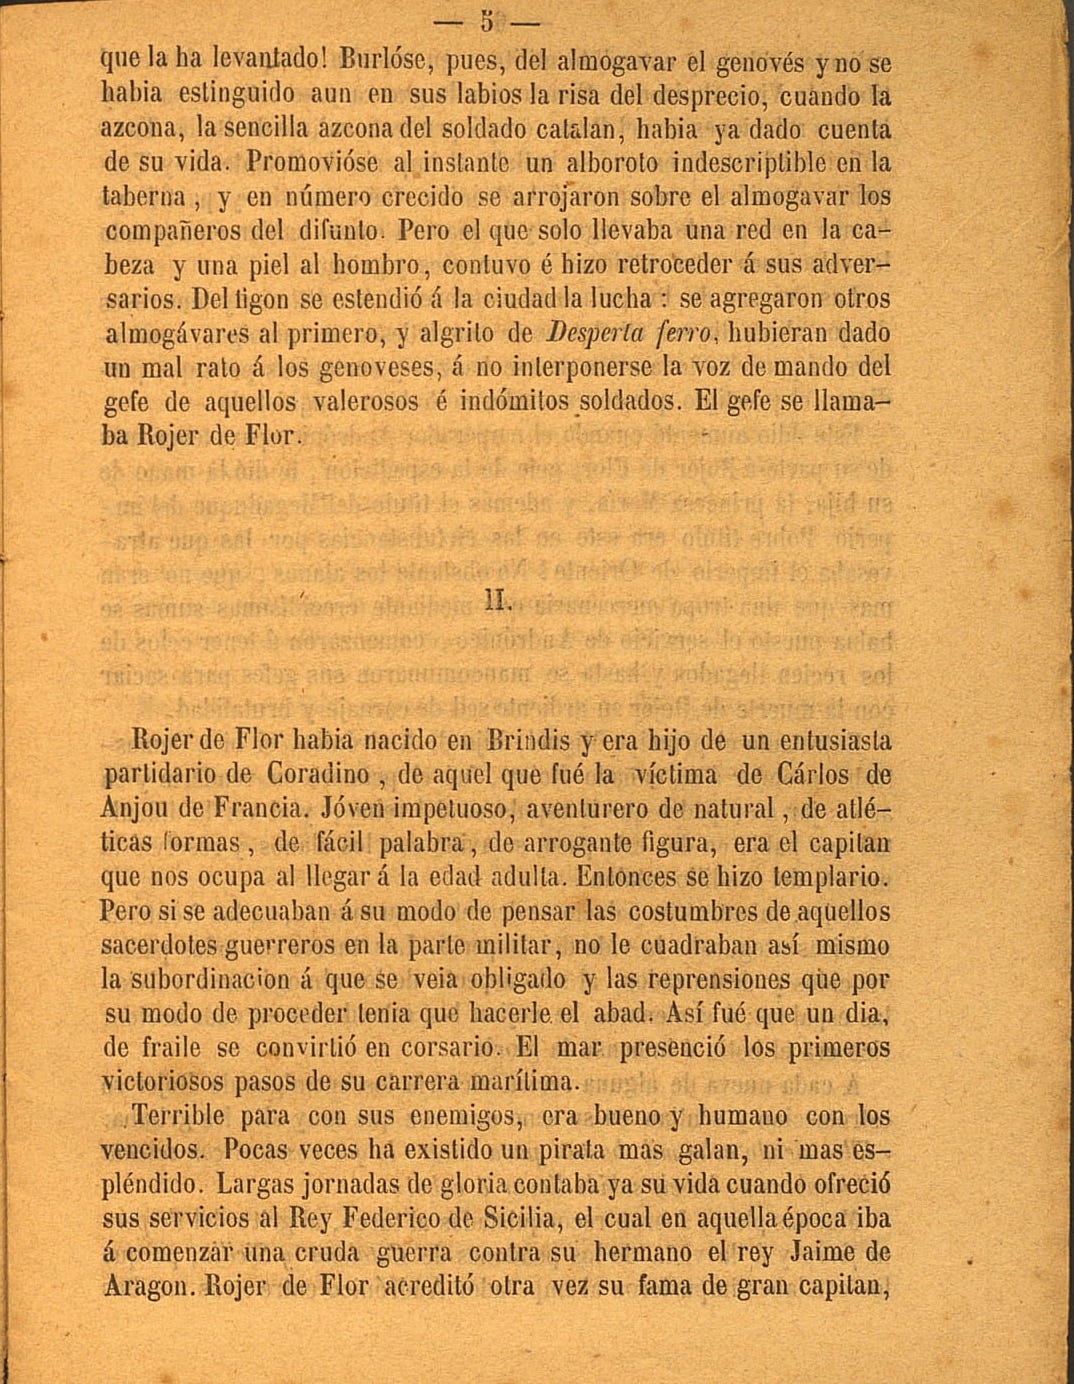 — 5 —
que la ha levantado! Burlóse, pues, del almogavar el genovés y no se
habia estinguido aun en sus labios la risa del desprecio, cuando la
azcona, la sencilla azcona del soldado catalan, habia ya dado cuenta
de su vida. Promovióse al instante un alboroto indescriptible en la
taberna , y en número crecido se arrojaron sobre el almogavar los
compañeros del difunto. Pero el que solo llevaba una red en la ca-
beza y una piel al hombro, contuvo é hizo retroceder á sus adver-
sarios. Del figon se estendió á la ciudad la lucha : se agregaron otros
almogávares al primero, y al grito de Desperta ferro, hubieran dado
un mal rato á los genoveses, á no interponerse la voz de mando del
gefe de aquellos valerosos é indómitos soldados. El gefe se llama-
ba Rojer de Flor.
II.
Rojer de Flor habia nacido en Brindis y era hijo de un entusiasta
partidario de Coradino , de aquel que fué la víctima de Cárlos de
Anjou de Francia. Jóven impetuoso, aventurero de natural , de atlé-
ticas formas , de fácil palabra , de arrogante figura, era el capitan
que nos ocupa al llegar á la edad adulta. Entonces se hizo templario.
Pero si se adecuaban á su modo de pensar las costumbres de aquellos
sacerdotes guerreros en la parte militar, no le cuadraban así mismo
la subordinacion á que se veia obligado y las reprensiones que por
su modo de proceder tenia que hacerle el abad. Así fué que un dia,
de fraile se convirtió en corsario. El mar presenció los primeros
victoriosos pasos de su carrera marítima.
Terrible para con sus enemigos, era bueno y humano con los
vencidos. Pocas veces ha existido un pirata mas galan, ni mas es-
pléndido. Largas jornadas de gloria contaba ya su vida cuando ofreció
sus servicios al Rey Federico de Sicilia, el cual en aquella época iba
á comenzar una cruda guerra contra su hermano el rey Jaime de
Aragon. Rojer de Flor acreditó otra vez su fama de gran capitan,